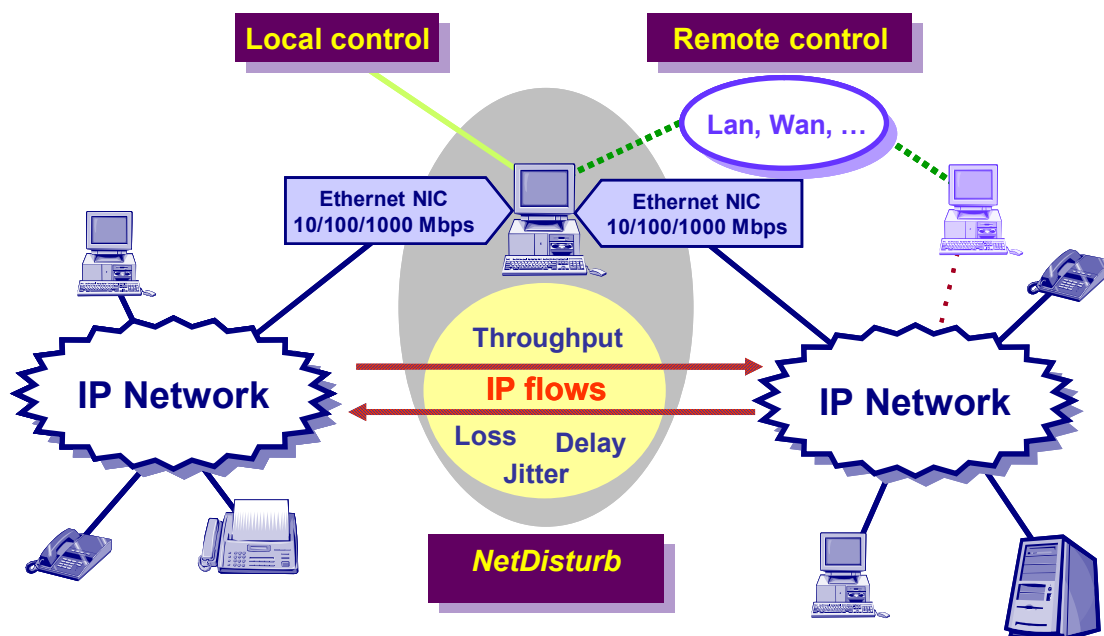 Local control
Remote control
Lan, Wan, …
Ethernet NIC
10/100/1000 Mbps
Ethernet NIC
10/100/1000 Mbps
Throughput
IP Network
IP flows
IP Network
Loss
Delay
Jitter
NetDisturb